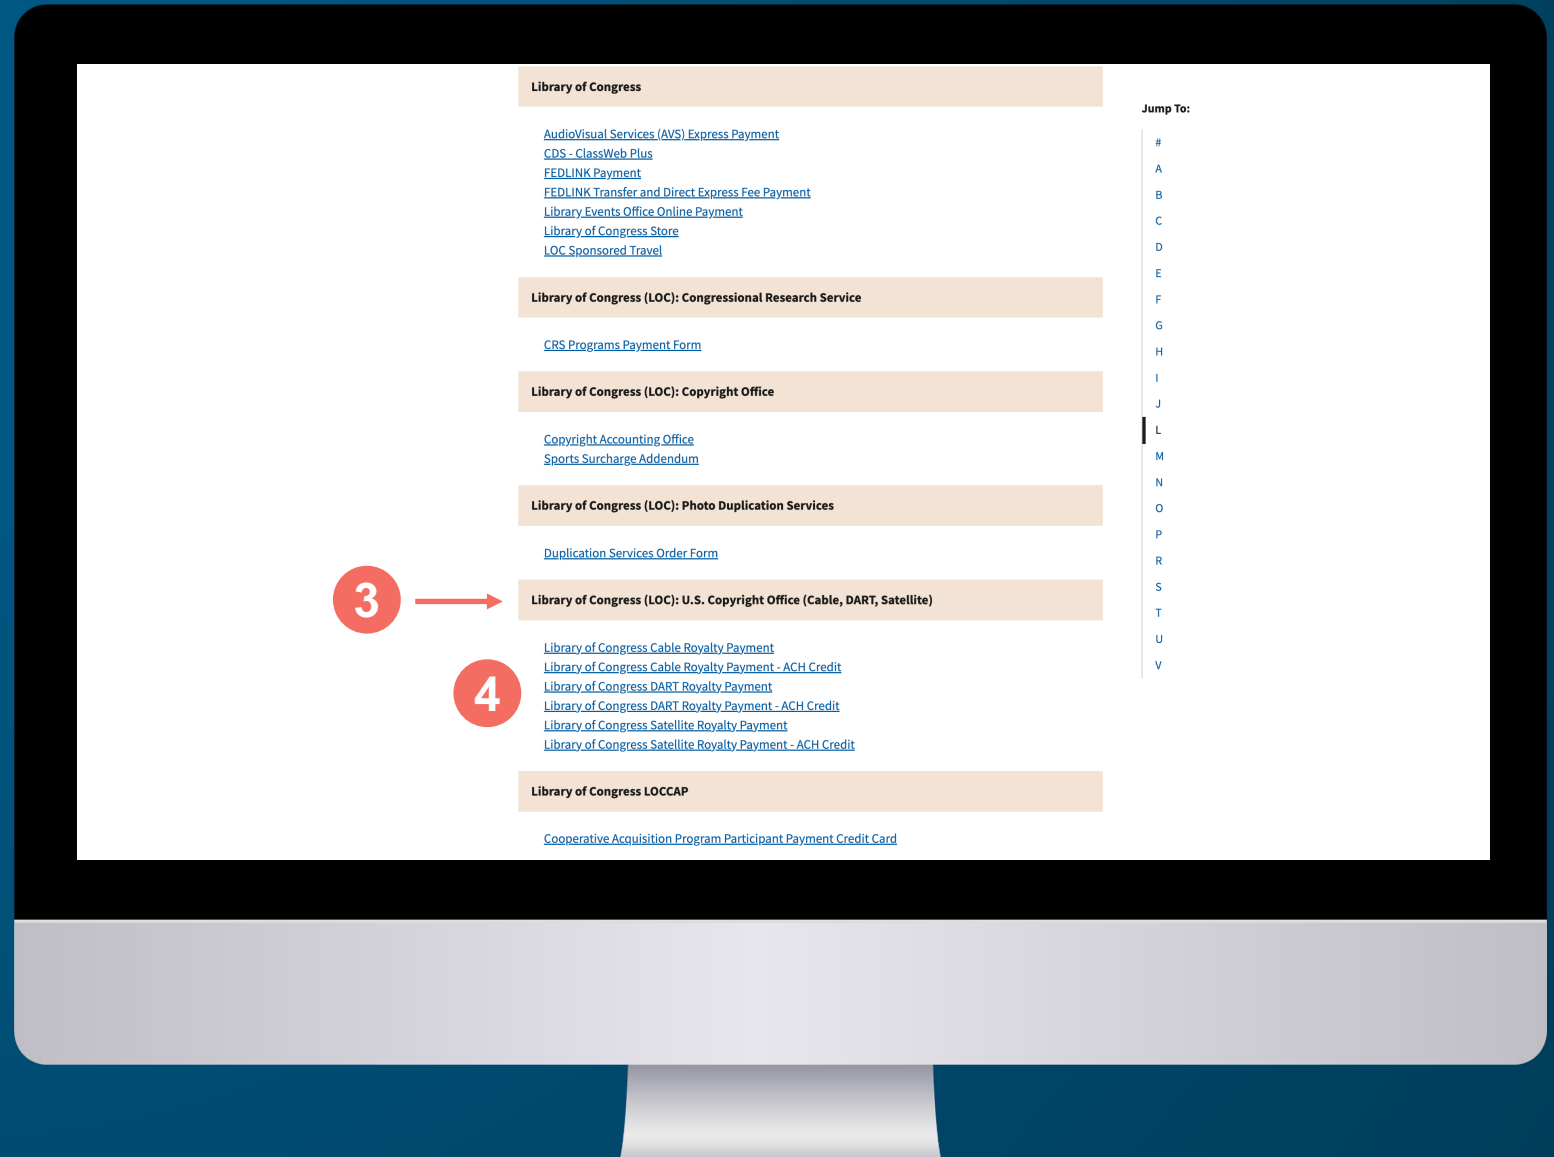 Library of Congress
AudioVisual Services (AVS) Express Payment
CDS - ClassWeb Plus
FEDLINK Payment
FEDLINK Transfer and Direct Express Fee Payment
Library Events Office Online Payment
Library of Congress Store
LOC Sponsored Travel
Library of Congress (LOC): Congressional Research Service
CRS Programs Payment Form
Library of Congress (LOC): Copyright Office
Copyright Accounting Office
Sports Surcharge Addendum
Library of Congress (LOC): Photo Duplication Services
Duplication Services Order Form
3
Library of Congress (LOC): U.S. Copyright Office (Cable, DART, Satellite)
4
Library of Congress Cable Royalty Payment
Library of Congress Cable Royalty Payment - ACH Credit
Library of Congress DART Royalty Payment
Library of Congress DART Royalty Payment - ACH Credit
Library of Congress Satellite Royalty Payment
Library of Congress Satellite Royalty Payment - ACH Credit
Library of Congress LOCCAP
Cooperative Acquisition Program Participant Payment Credit Card
Jump To:
#
A
B
C
D
E
F
G
H
I
J
L
M
N
O
P
R
S
T
U
V